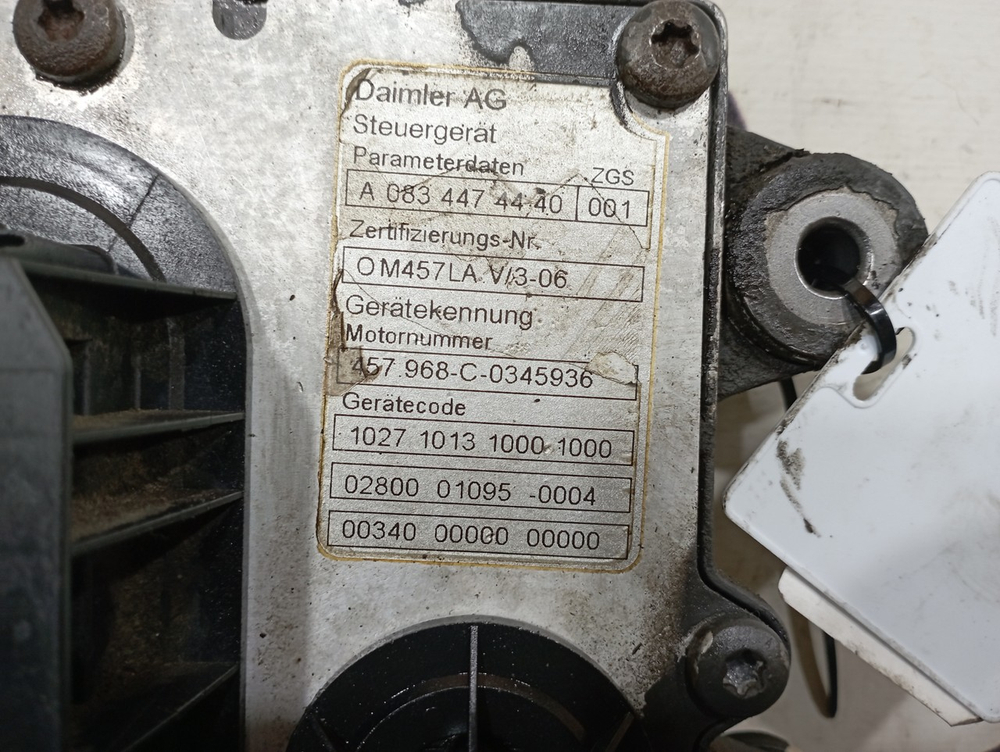 Daimler AG
Steuergerät
Parameterdaten ZGS
A 083 447 44 40 001
Zertifizierungs-Nr.
OM457LA V/3-06
Gerätekennung
Motornummer
457 968-C-0345936
Gerätecode
1027 1013 1000 1000
02800 01095 -0004
00340 00000 00000